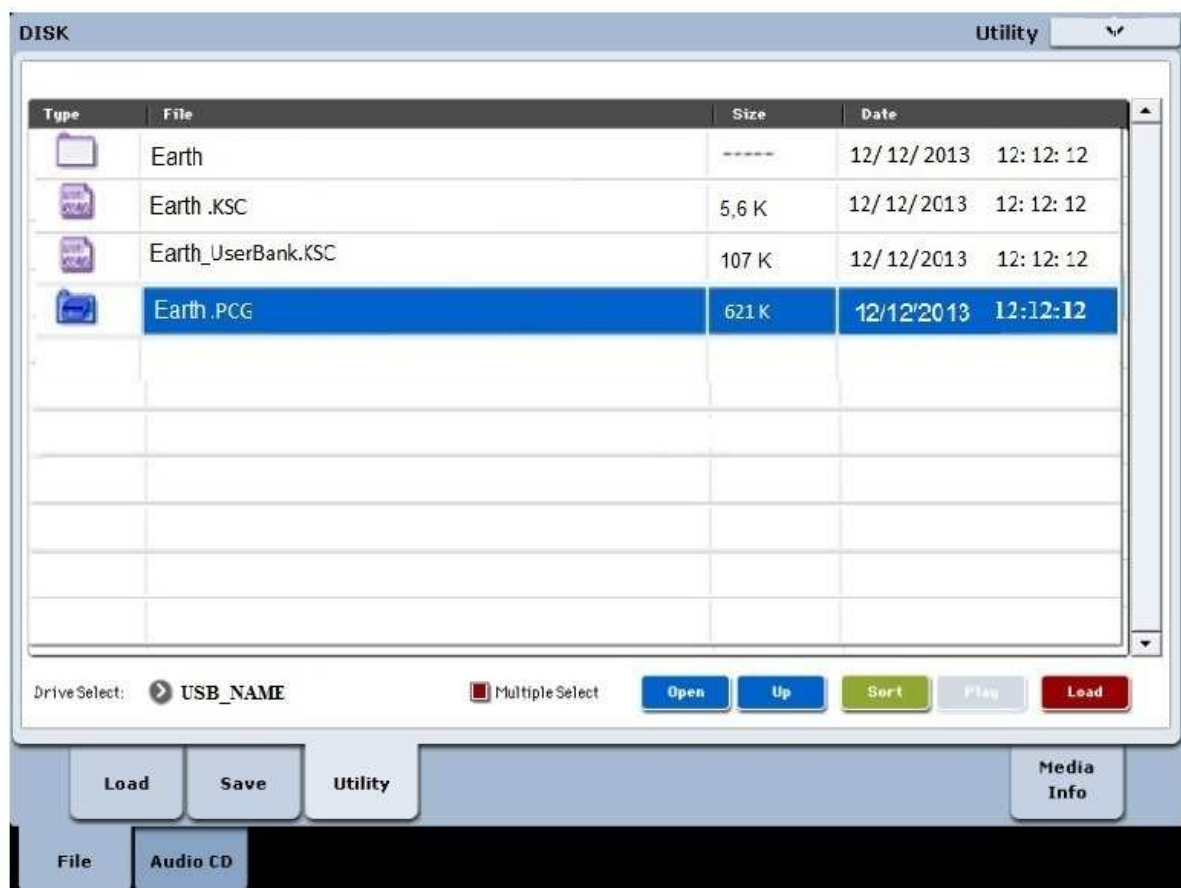 DISK Utility
Type File Size Date
Earth ----- 12/12/2013 12:12:12
Earth .KSC 5,6 K 12/12/2013 12:12:12
Earth_UserBank.KSC 107 K 12/12/2013 12:12:12
Earth .PCG 621 K 12/12'2013 12:12:12
Drive Select: USB_NAME Multiple Select Open Up Sort Play Load
Load Save Utility Media Info
File Audio CD